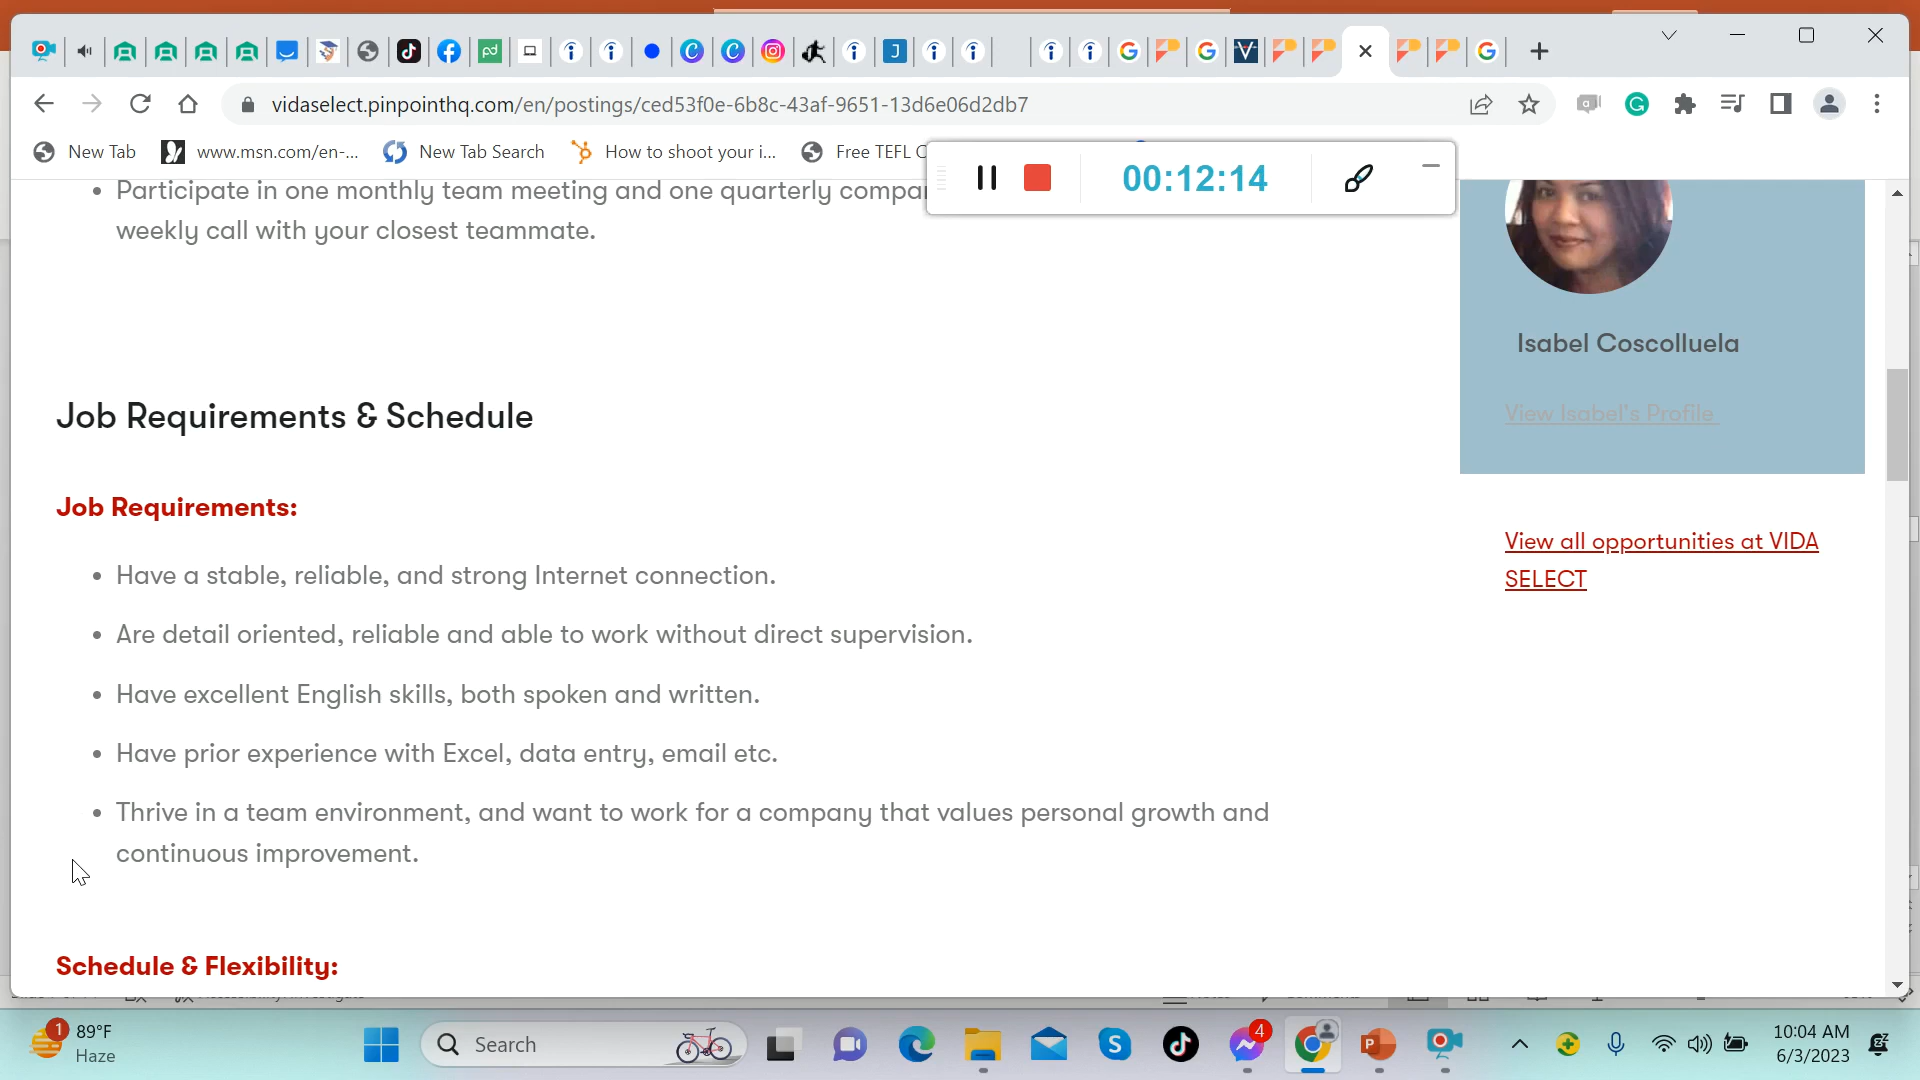 vidaselect.pinpointhq.com/en/postings/ced53f0e-6b8c-43af-9651-13d6e06d2db7
New Tab www.msn.com/en-... New Tab Search How to shoot your i... Free TEFL
00:12:14
Participate in one monthly team meeting and one quarterly
weekly call with your closest teammate.
Isabel Coscolluela
View Isabel's Profile
Job Requirements & Schedule
Job Requirements:
View all opportunities at VIDA
SELECT
Have a stable, reliable, and strong Internet connection.
Are detail oriented, reliable and able to work without direct supervision.
Have excellent English skills, both spoken and written.
Have prior experience with Excel, data entry, email etc.
Thrive in a team environment, and want to work for a company that values personal growth and
continuous improvement.
Schedule & Flexibility:
1
89°F
Haze
Search
4
10:04 AM
6/3/2023